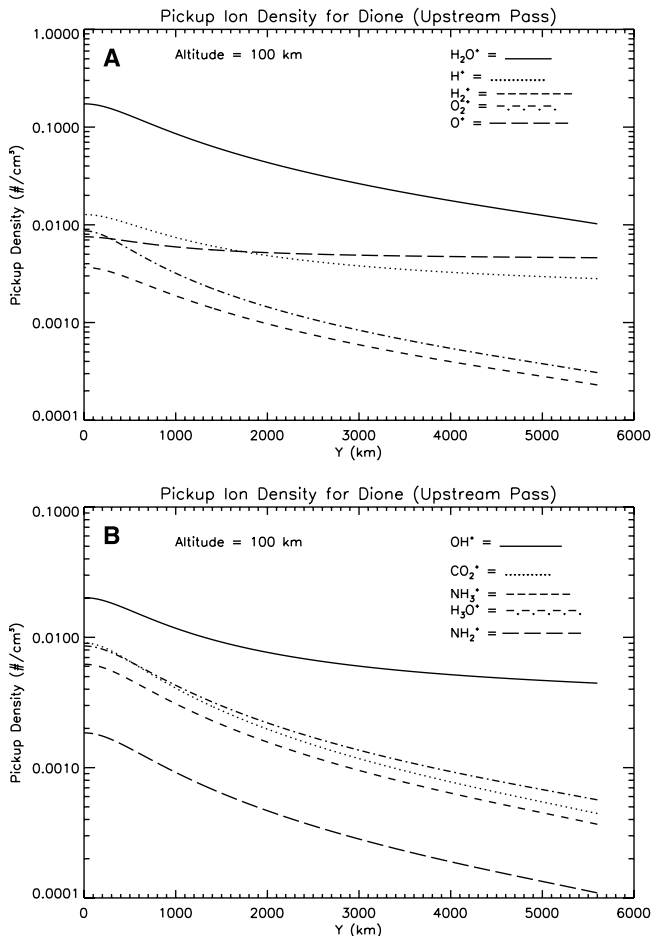 Pickup Ion Density for Dione (Upstream Pass)
A
Altitude = 100 km
H₂O⁺ =
H⁺ =
H₂⁺ =
O₂⁺ =
O⁺ =
Pickup Density (#/cm³)
1.0000
0.1000
0.0100
0.0010
0.0001
0 1000 2000 3000 4000 5000 6000
Y (km)
Pickup Ion Density for Dione (Upstream Pass)
B
Altitude = 100 km
OH⁺ =
CO₂⁺ =
NH₃⁺ =
H₃O⁺ =
NH₂⁺ =
Pickup Density (#/cm³)
0.1000
0.0100
0.0010
0.0001
0 1000 2000 3000 4000 5000 6000
Y (km)